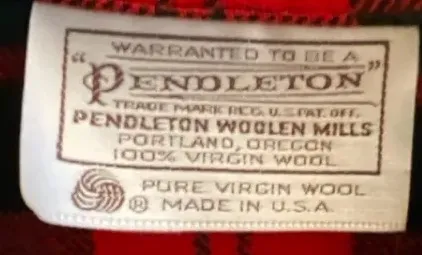 WARRANTED TO BE A
"PENDLETON"
TRADE MARK REG. U.S. PAT. OFF.
PENDLETON WOOLEN MILLS
PORTLAND, OREGON
100% VIRGIN WOOL
PURE VIRGIN WOOL
® MADE IN U.S.A.